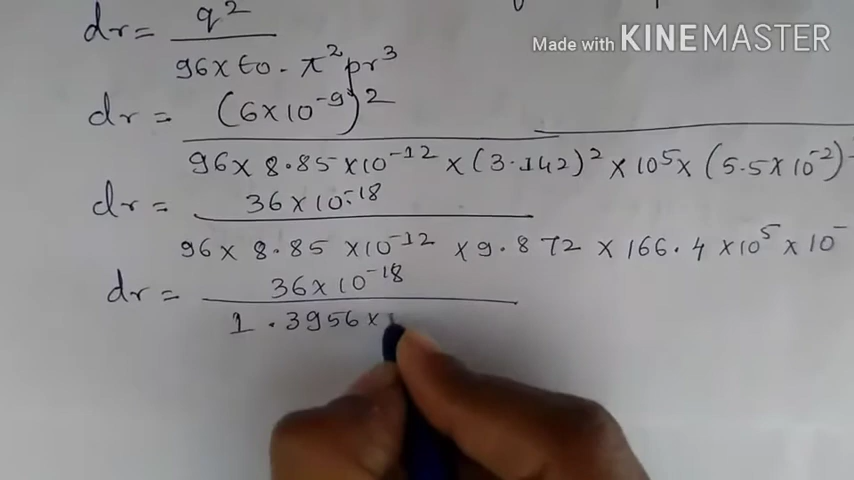 dr = q² / 96 × ε0 . π² pr³
Made with KINEMASTER
dr = (6×10⁻⁹)² / 96 × 8.85 × 10⁻¹² × (3.142)² × 10⁵ × (5.5 × 10⁻²)
dr = 36 × 10⁻¹⁸ / 96 × 8.85 × 10⁻¹² × 9.872 × 166.4 × 10⁵ × 10⁻
dr = 36 × 10⁻¹⁸ / 1.3956 ×